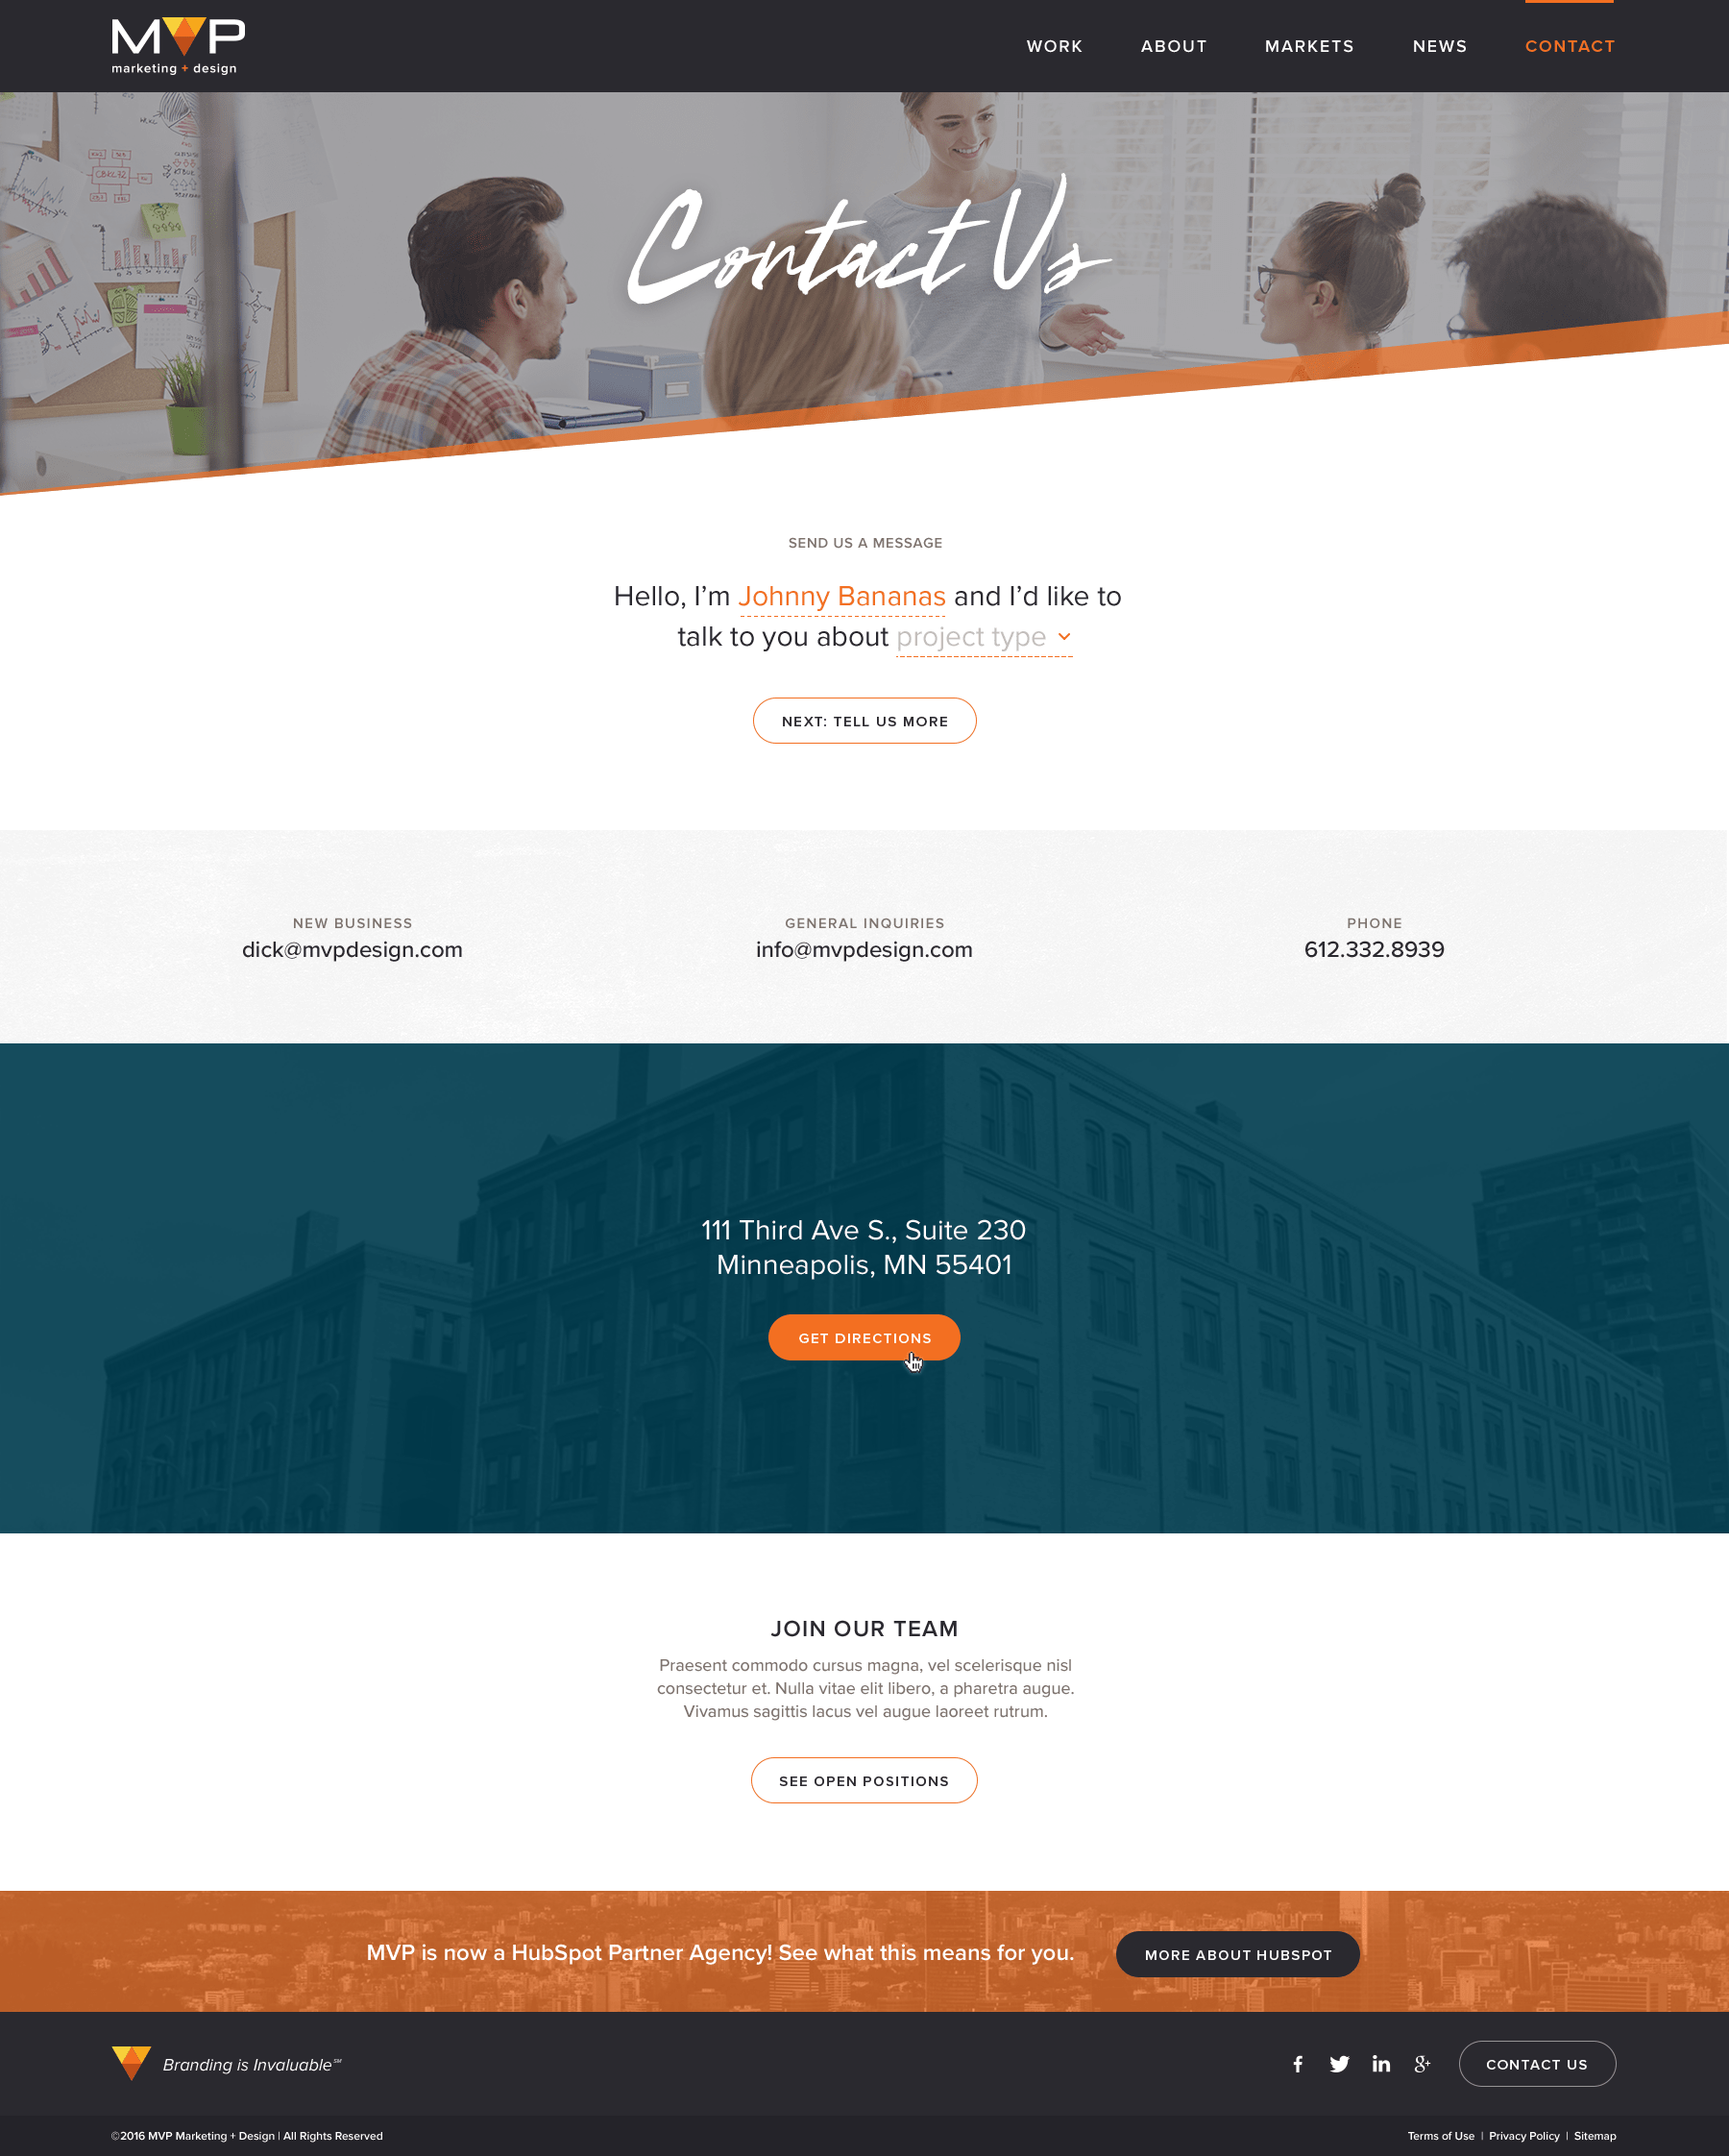 MVP
marketing + design
WORK
ABOUT
MARKETS
NEWS
CONTACT
CBKE72
Contact Us
SEND US A MESSAGE
Hello, I’m Johnny Bananas and I’d like to
talk to you about project type
NEXT: TELL US MORE
NEW BUSINESS
dick@mvpdesign.com
GENERAL INQUIRIES
info@mvpdesign.com
PHONE
612.332.8939
111 Third Ave S., Suite 230
Minneapolis, MN 55401
GET DIRECTIONS
JOIN OUR TEAM
Praesent commodo cursus magna, vel scelerisque nisl
consectetur et. Nulla vitae elit libero, a pharetra augue.
Vivamus sagittis lacus vel augue laoreet rutrum.
SEE OPEN POSITIONS
MVP is now a HubSpot Partner Agency! See what this means for you.
MORE ABOUT HUBSPOT
Branding is Invaluable℠
CONTACT US
©2016 MVP Marketing + Design | All Rights Reserved
Terms of Use | Privacy Policy | Sitemap